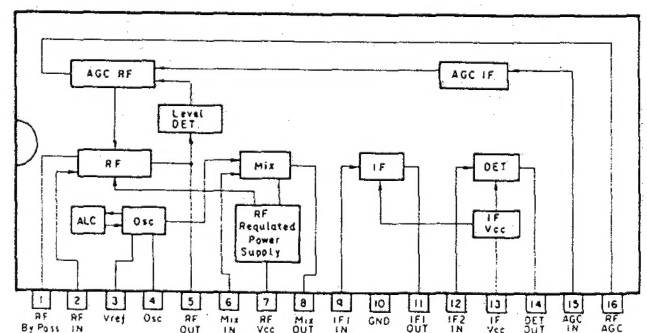 AGC RF
AGC IF
Level
DET.
RF
Mix
IF
DET
ALC
Osc
RF
Requlated
Power
Supply
IF
Vcc
1
2
3
4
5
6
7
8
9
10
11
12
13
14
15
16
RF
By Pass
RF
IN
Vref
Osc
RF
OUT
Mix
IN
RF
Vcc
Mix
OUT
IF1
IN
GND
IF1
OUT
IF2
IN
IF
Vcc
DET
OUT
AGC
IN
RF
AGC